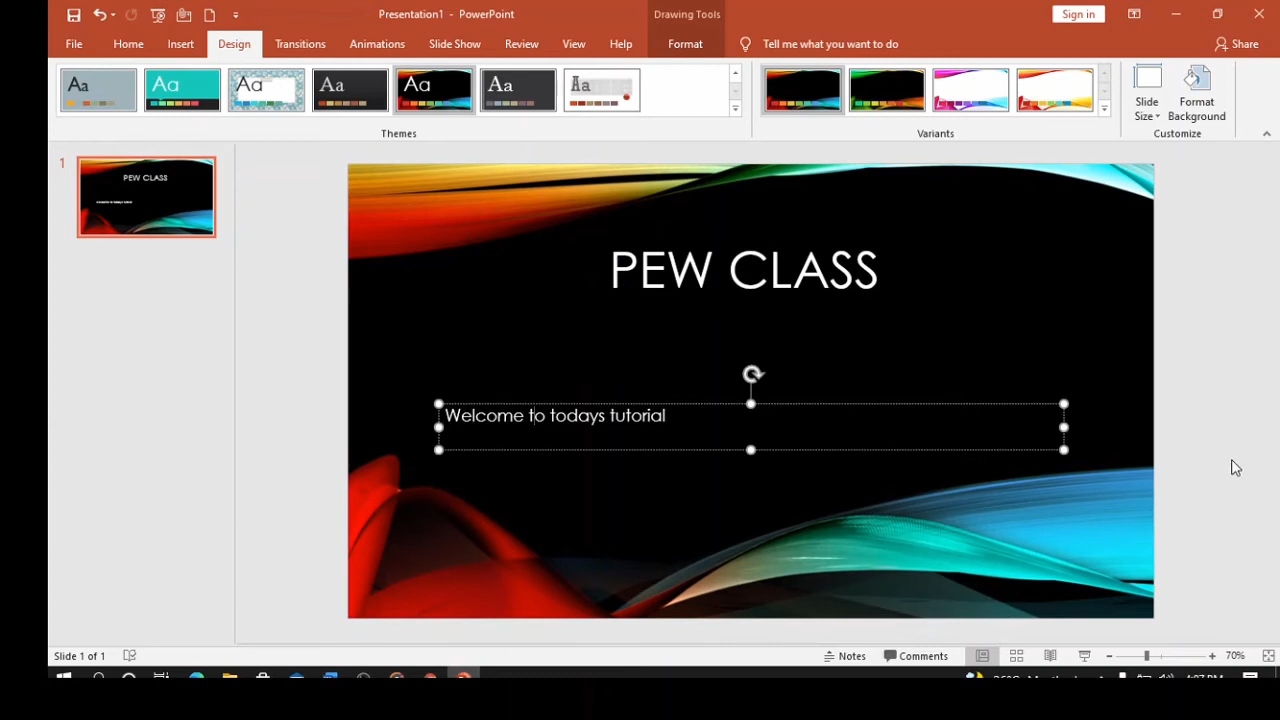 Presentation1 - PowerPoint
Drawing Tools
Sign in
File Home Insert Design Transitions Animations Slide Show Review View Help Format Tell me what you want to do Share
Aa Aa Aa Aa Aa Aa Aa
Slide Size
Format Background
Themes
Variants
Customize
1
PEW CLASS
PEW CLASS
Welcome to todays tutorial
Slide 1 of 1
Notes
Comments
70%